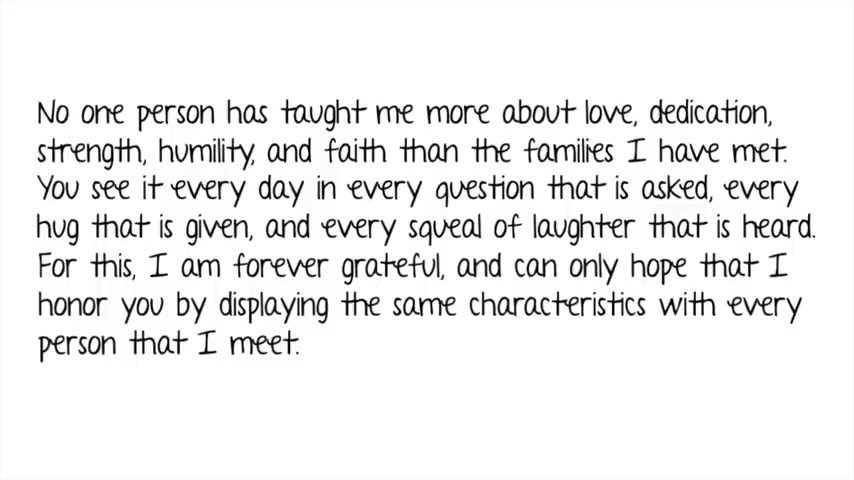 No one person has taught me more about love, dedication,
strength, humility, and faith than the families I have met.
You see it every day in every question that is asked, every
hug that is given, and every squeal of laughter that is heard.
For this, I am forever grateful, and can only hope that I
honor you by displaying the same characteristics with every
person that I meet.